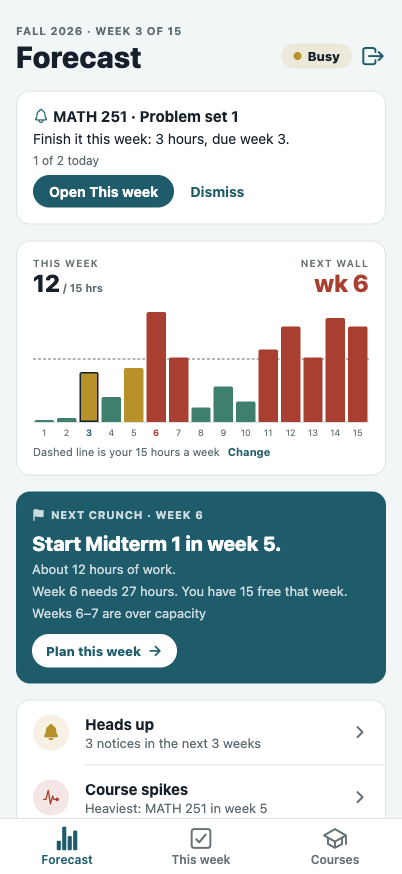 FALL 2026 · WEEK 3 OF 15
Forecast
Busy
MATH 251 · Problem set 1
Finish it this week: 3 hours, due week 3.
1 of 2 today
Open This week
Dismiss
THIS WEEK
NEXT WALL
12 / 15 hrs
wk 6
1 2 3 4 5 6 7 8 9 10 11 12 13 14 15
Dashed line is your 15 hours a week Change
NEXT CRUNCH · WEEK 6
Start Midterm 1 in week 5.
About 12 hours of work.
Week 6 needs 27 hours. You have 15 free that week.
Weeks 6–7 are over capacity
Plan this week →
Heads up
3 notices in the next 3 weeks
Course spikes
Heaviest: MATH 251 in week 5
Forecast
This week
Courses